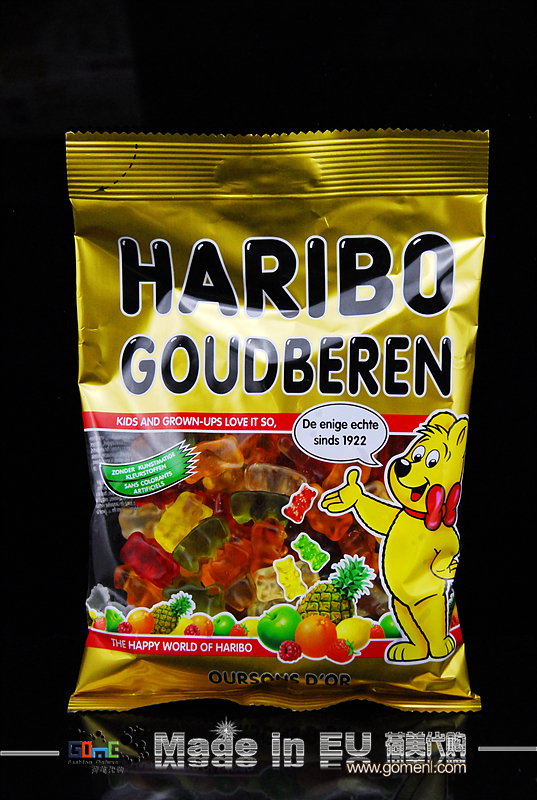 HARIBO
GOUDBEREN
KIDS AND GROWN-UPS LOVE IT SO,
De enige echte
sinds 1922
ZONDER KUNSTMATIGE
KLEURSTOFFEN
SANS COLORANTS
ARTIFICIELS
THE HAPPY WORLD OF HARIBO
OURSONS D'OR
Made in EU 荷美代购
www.gomenl.com